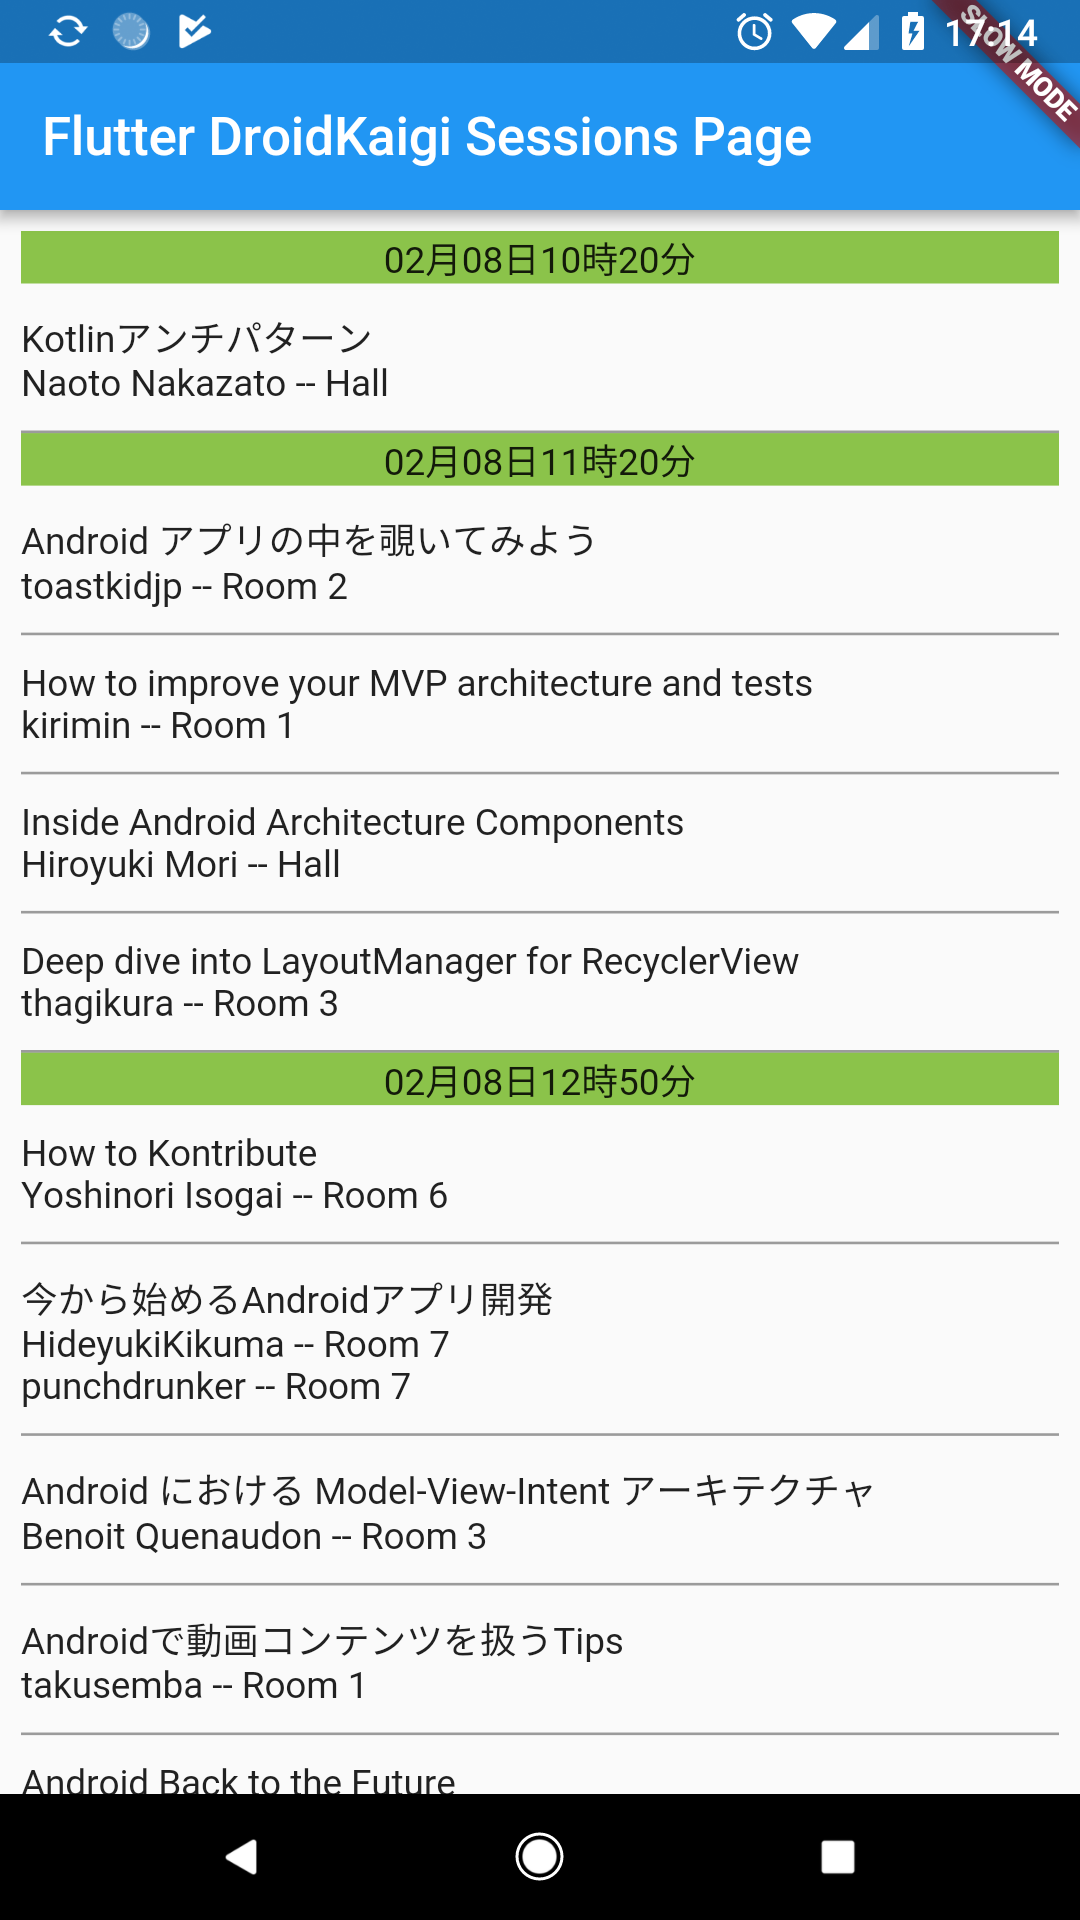 17:14
SLOW MODE
Flutter DroidKaigi Sessions Page
02月08日10時20分
Kotlinアンチパターン
Naoto Nakazato -- Hall
02月08日11時20分
Android アプリの中を覗いてみよう
toastkidjp -- Room 2
How to improve your MVP architecture and tests
kirimin -- Room 1
Inside Android Architecture Components
Hiroyuki Mori -- Hall
Deep dive into LayoutManager for RecyclerView
thagikura -- Room 3
02月08日12時50分
How to Kontribute
Yoshinori Isogai -- Room 6
今から始めるAndroidアプリ開発
HideyukiKikuma -- Room 7
punchdrunker -- Room 7
Android における Model-View-Intent アーキテクチャ
Benoit Quenaudon -- Room 3
Androidで動画コンテンツを扱うTips
takusemba -- Room 1
Android Back to the Future